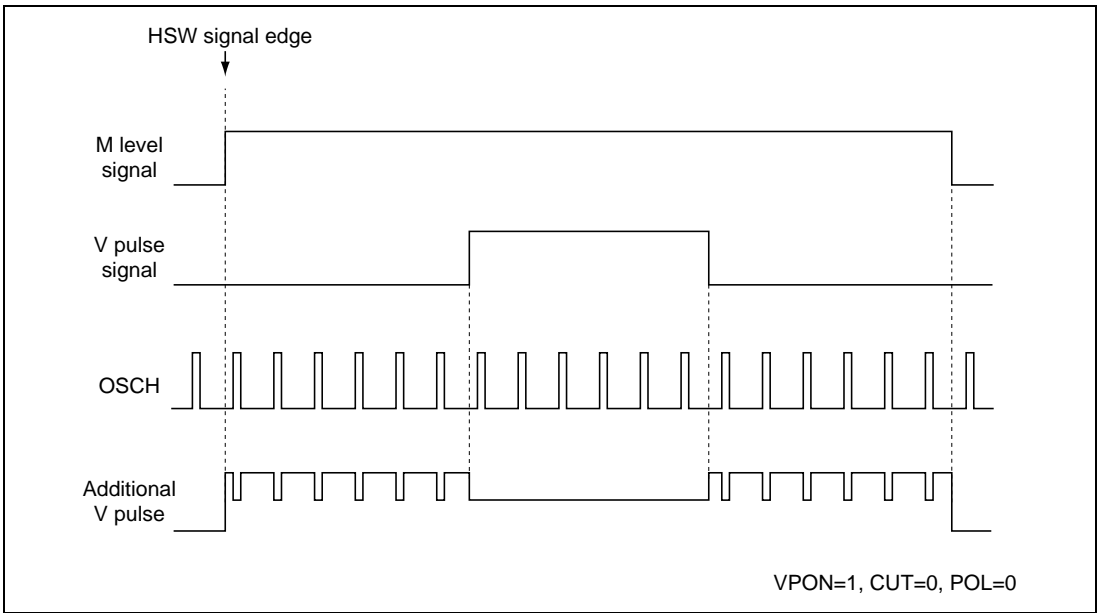 HSW signal edge
M level
signal
V pulse
signal
OSCH
Additional
V pulse
VPON=1, CUT=0, POL=0